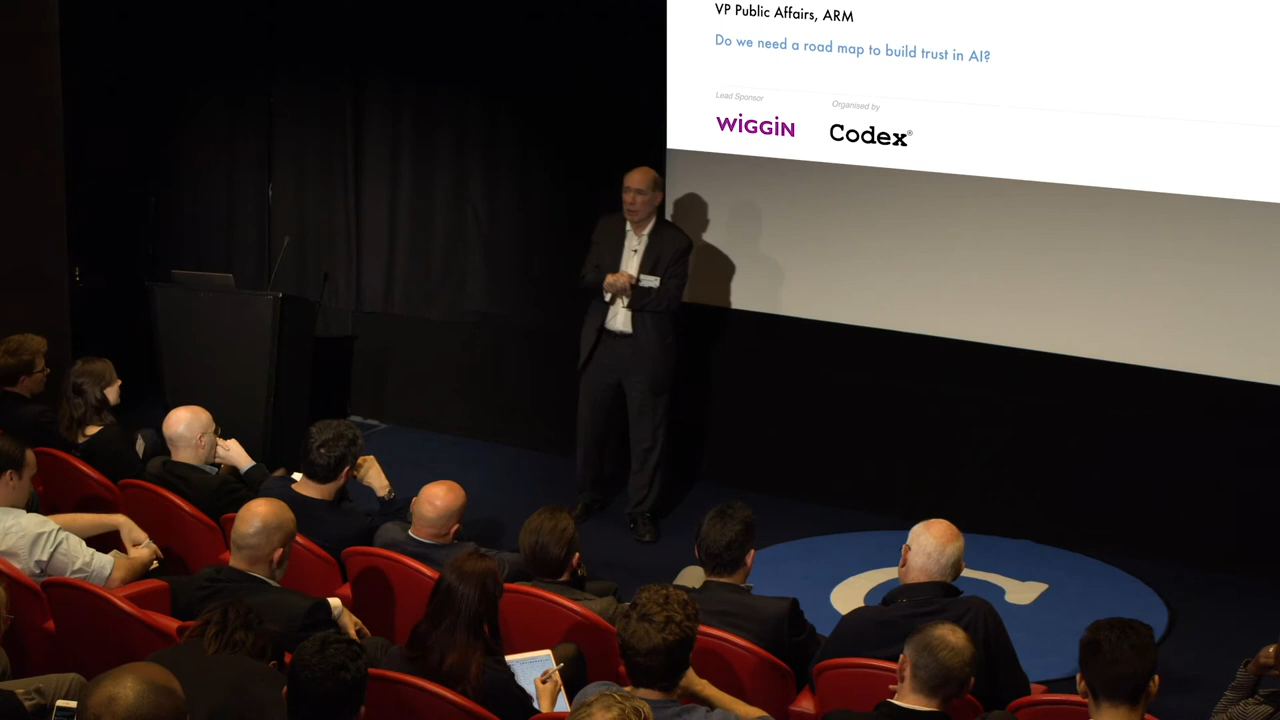 VP Public Affairs, ARM
Do we need a road map to build trust in AI?
Lead Sponsor
Organised by
WiGGiN
Codex®